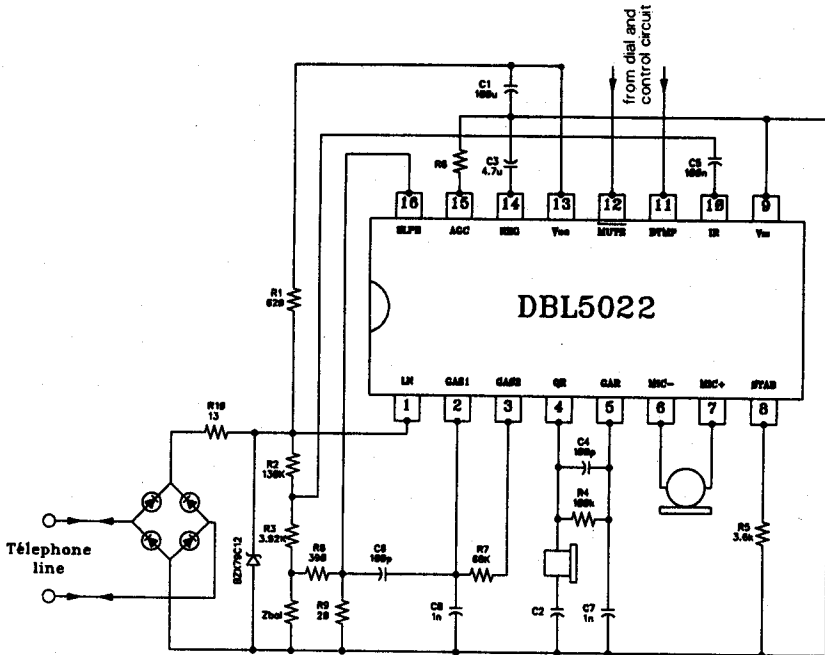 from dial and
control circuit
C1
100u
R6
C3
4.7u
C5
100n
16
15
14
13
12
11
10
9
SLPE
AGC
REG
Vcc
MUTE
DTMF
IR
R1
620
DBL5022
LN
GAS1
GAS2
QR
GAR
MIC-
MIC+
STAB
1
2
3
4
5
6
7
8
R10
13
R2
130K
C4
100p
R4
100k
R3
3.92K
R5
3.6k
Télephone
line
BZX79C12
R8
390
C6
100p
R7
68K
Zbal
R9
20
C8
1n
C2
C7
1n